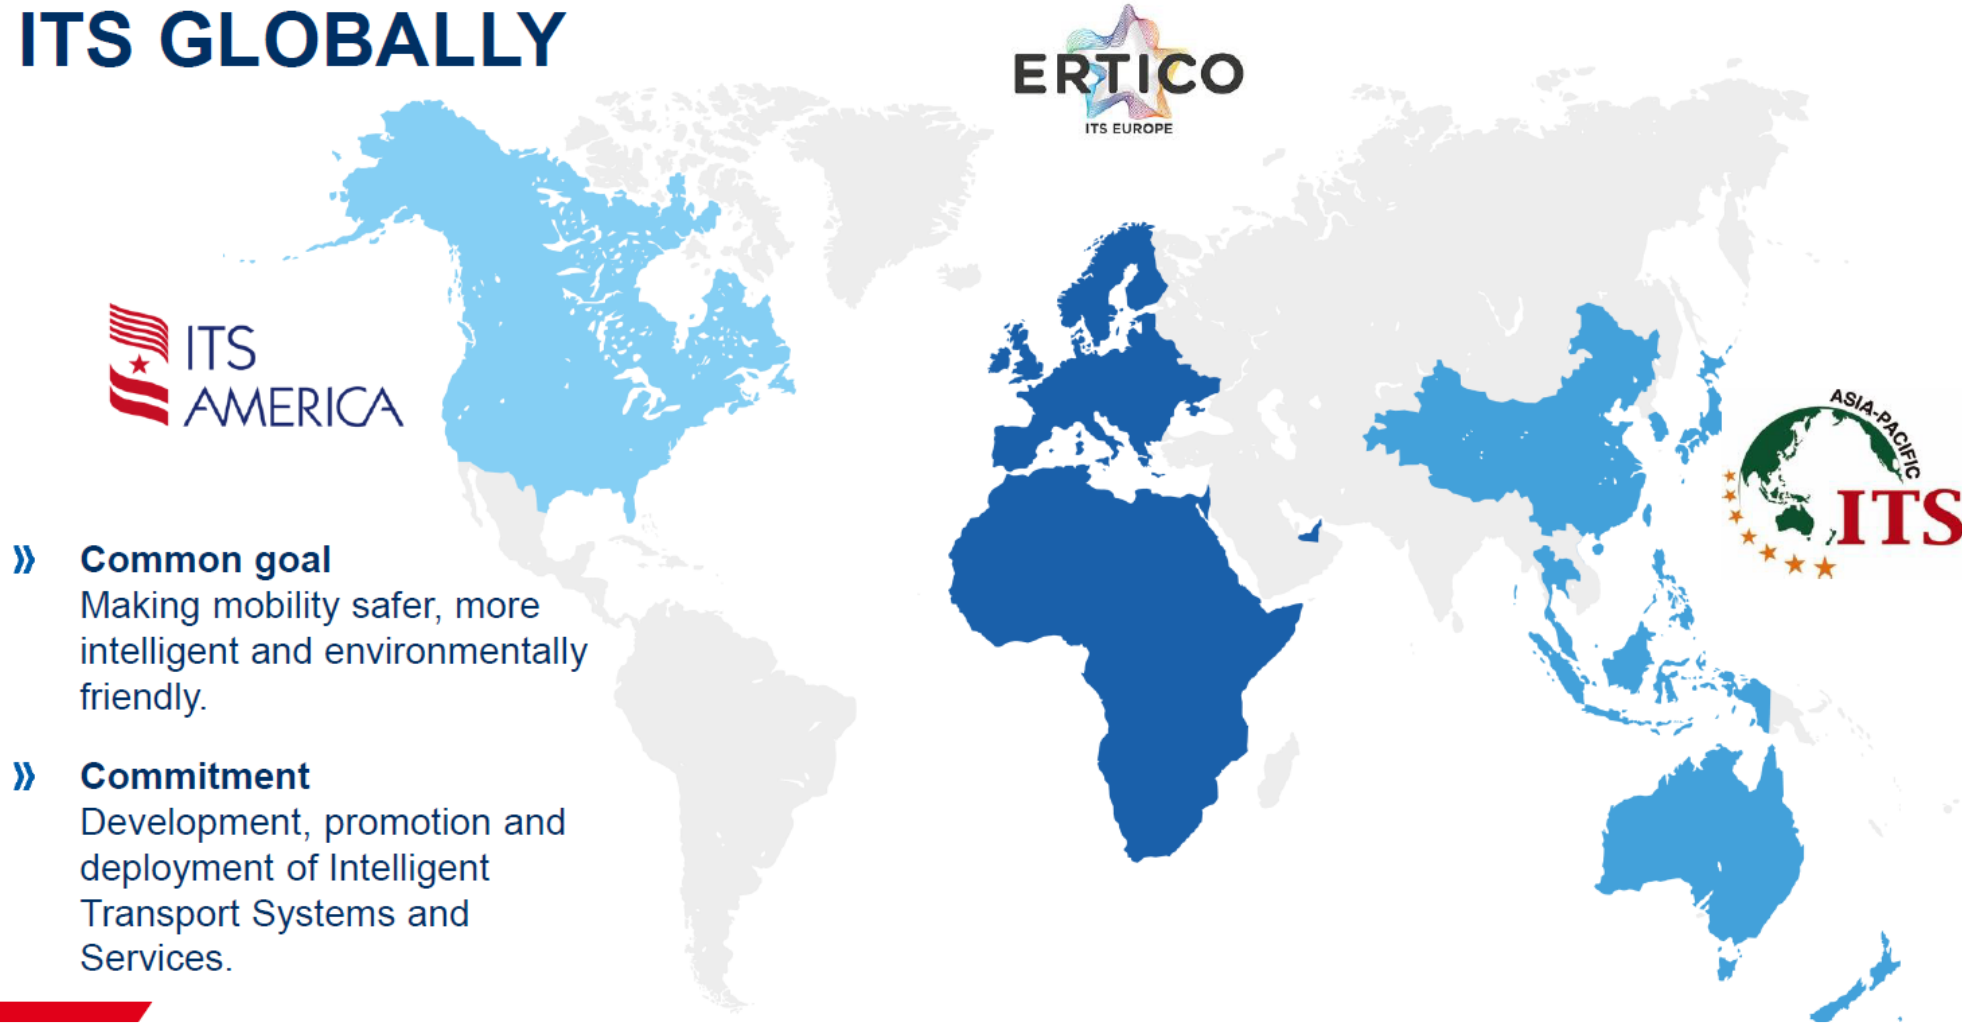 ITS GLOBALLY
ERTICO
ITS EUROPE
ITS
AMERICA
ASIA-PACIFIC
ITS
Common goal
Making mobility safer, more
intelligent and environmentally
friendly.
Commitment
Development, promotion and
deployment of Intelligent
Transport Systems and
Services.